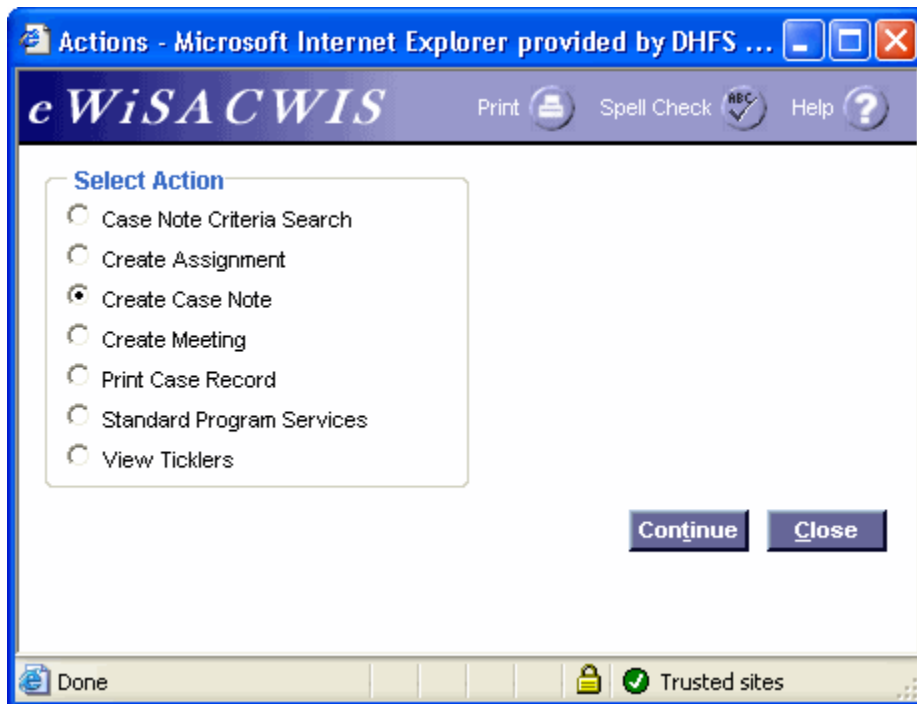 Actions - Microsoft Internet Explorer provided by DHFS ...
eWiSACWIS Print Spell Check ABC Help ?
Select Action
Case Note Criteria Search
Create Assignment
Create Case Note
Create Meeting
Print Case Record
Standard Program Services
View Ticklers
Continue Close
Done Trusted sites